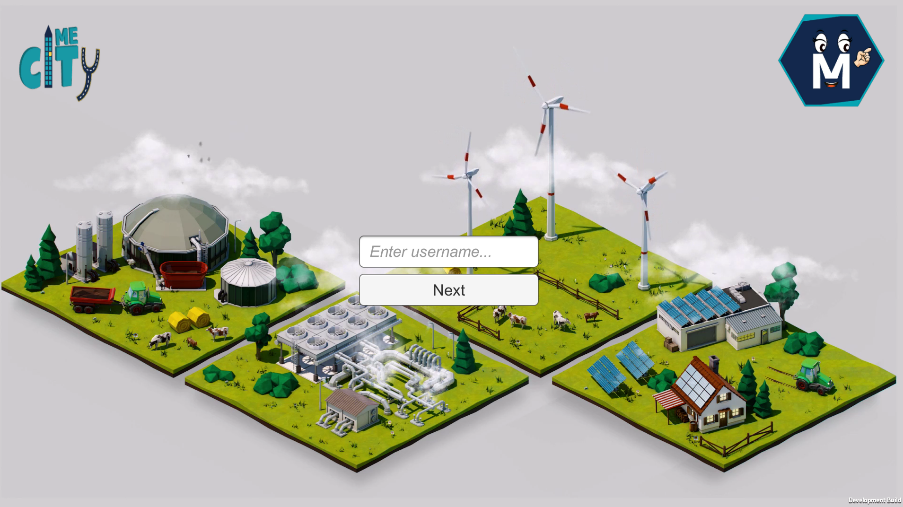 ME
CITY
M
Enter username...
Next
Development Build